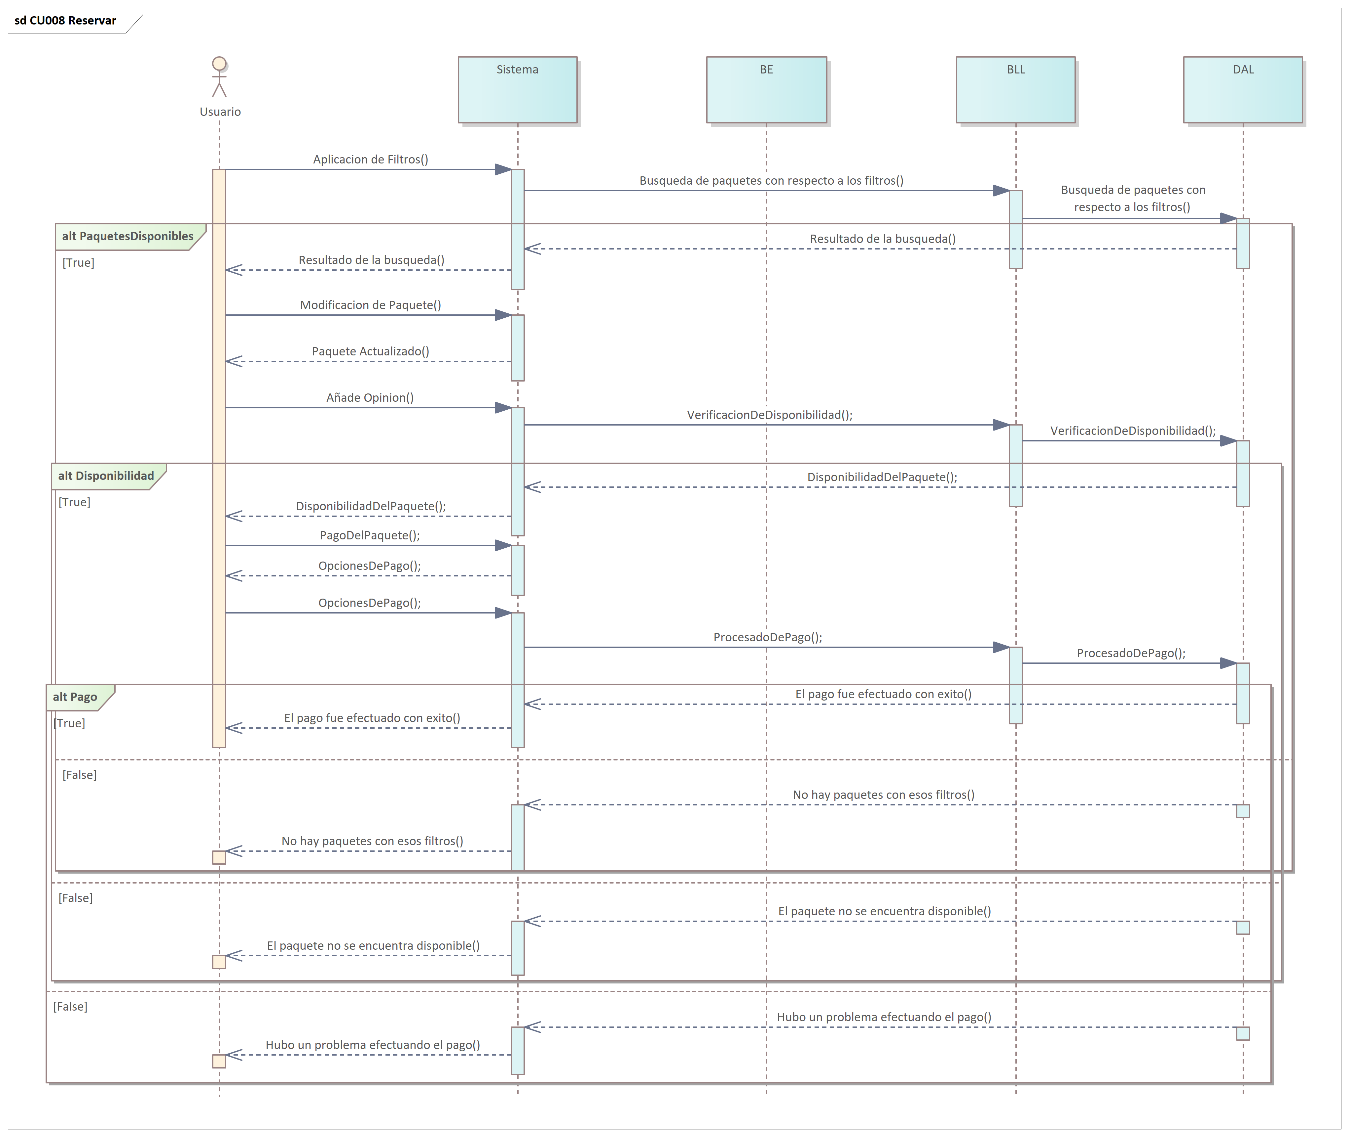 sd CU008 Reservar
Usuario
Sistema
BE
BLL
DAL
Aplicacion de Filtros()
Busqueda de paquetes con respecto a los filtros()
Busqueda de paquetes con
respecto a los filtros()
alt PaquetesDisponibles
[True]
Resultado de la busqueda()
Resultado de la busqueda()
Modificacion de Paquete()
Paquete Actualizado()
Añade Opinion()
VerificacionDeDisponibilidad();
VerificacionDeDisponibilidad();
alt Disponibilidad
[True]
DisponibilidadDelPaquete();
DisponibilidadDelPaquete();
PagoDelPaquete();
OpcionesDePago();
OpcionesDePago();
ProcesadoDePago();
ProcesadoDePago();
alt Pago
[True]
El pago fue efectuado con exito()
El pago fue efectuado con exito()
[False]
No hay paquetes con esos filtros()
No hay paquetes con esos filtros()
[False]
El paquete no se encuentra disponible()
El paquete no se encuentra disponible()
[False]
Hubo un problema efectuando el pago()
Hubo un problema efectuando el pago()